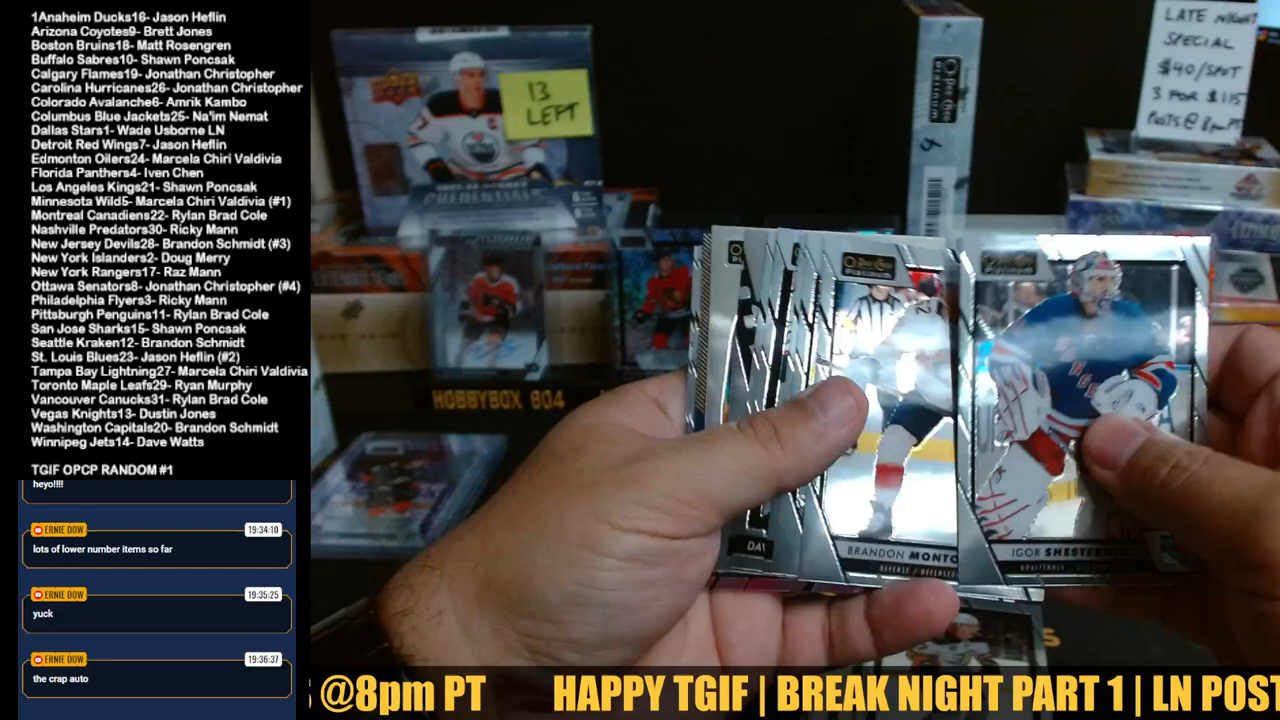 1Anaheim Ducks16- Jason Heflin
Arizona Coyotes9- Brett Jones
Boston Bruins18- Matt Rosengren
Buffalo Sabres10- Shawn Poncsak
Calgary Flames19- Jonathan Christopher
Carolina Hurricanes26- Jonathan Christopher
Colorado Avalanche6- Amrik Kambo
Columbus Blue Jackets25- Na'im Nemat
Dallas Stars1- Wade Usborne LN
Detroit Red Wings7- Jason Heflin
Edmonton Oilers24- Marcela Chiri Valdivia
Florida Panthers4- Iven Chen
Los Angeles Kings21- Shawn Poncsak
Minnesota Wild5- Marcela Chiri Valdivia (#1)
Montreal Canadiens22- Rylan Brad Cole
Nashville Predators30- Ricky Mann
New Jersey Devils28- Brandon Schmidt (#3)
New York Islanders2- Doug Merry
New York Rangers17- Raz Mann
Ottawa Senators8- Jonathan Christopher (#4)
Philadelphia Flyers3- Ricky Mann
Pittsburgh Penguins11- Rylan Brad Cole
San Jose Sharks15- Shawn Poncsak
Seattle Kraken12- Brandon Schmidt
St. Louis Blues23- Jason Heflin (#2)
Tampa Bay Lightning27- Marcela Chiri Valdivia
Toronto Maple Leafs29- Ryan Murphy
Vancouver Canucks31- Rylan Brad Cole
Vegas Knights13- Dustin Jones
Washington Capitals20- Brandon Schmidt
Winnipeg Jets14- Dave Watts
TGIF OPCP RANDOM #1
heyo!!!!
ERNIE DOW 19:34:10
lots of lower number items so far
ERNIE DOW 19:35:25
yuck
ERNIE DOW 19:36:37
the crap auto
13
LEFT
LATE NIGHT
SPECIAL
$40/SPOT
3 FOR $115
POSTS @ 8pm PT
HOBBYBOX 604
O-Pee-Chee
PLATINUM
DAV
BRANDON MONTO
DEFENSE / DÉFENSEU
IGOR SHESTER
@8pm PT HAPPY TGIF | BREAK NIGHT PART 1 | LN POST